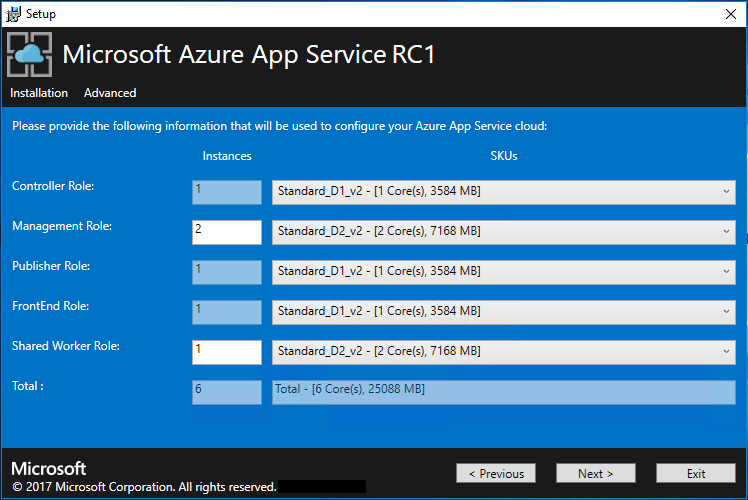 Setup
Microsoft Azure App Service RC1
Installation Advanced
Please provide the following information that will be used to configure your Azure App Service cloud:
Instances SKUs
Controller Role: 1 Standard_D1_v2 - [1 Core(s), 3584 MB]
Management Role: 2 Standard_D2_v2 - [2 Core(s), 7168 MB]
Publisher Role: 1 Standard_D1_v2 - [1 Core(s), 3584 MB]
FrontEnd Role: 1 Standard_D1_v2 - [1 Core(s), 3584 MB]
Shared Worker Role: 1 Standard_D2_v2 - [2 Core(s), 7168 MB]
Total : 6 Total - [6 Core(s), 25088 MB]
Microsoft
© 2017 Microsoft Corporation. All rights reserved.
< Previous Next > Exit